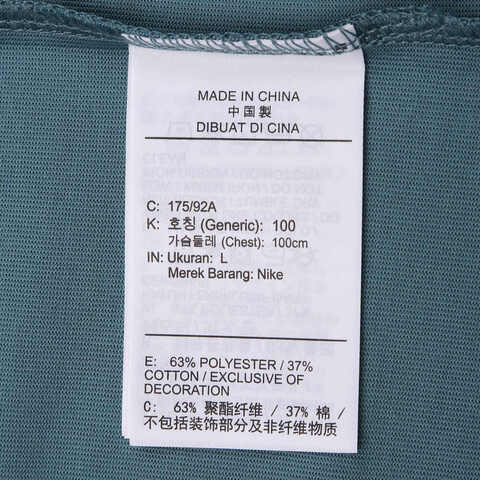 MADE IN CHINA
中国製
DIBUAT DI CINA
C: 175/92A
K: 호칭 (Generic): 100
가슴둘레 (Chest): 100cm
IN: Ukuran: L
Merek Barang: Nike
E: 63% POLYESTER / 37%
COTTON / EXCLUSIVE OF
DECORATION
C: 63% 聚酯纤维 / 37% 棉 /
不包括装饰部分及非纤维物质